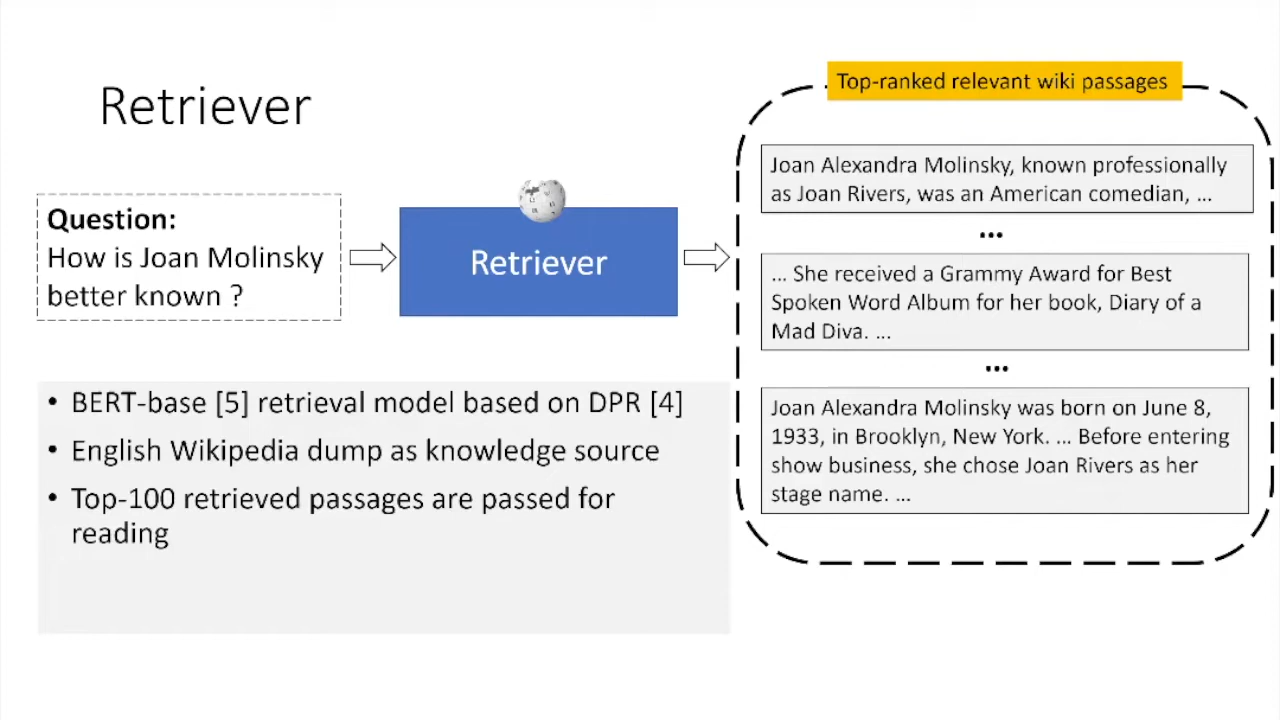 Retriever
Question:
How is Joan Molinsky
better known ?
Retriever
Top-ranked relevant wiki passages
Joan Alexandra Molinsky, known professionally
as Joan Rivers, was an American comedian, ...
...
... She received a Grammy Award for Best
Spoken Word Album for her book, Diary of a
Mad Diva. ...
...
Joan Alexandra Molinsky was born on June 8,
1933, in Brooklyn, New York. ... Before entering
show business, she chose Joan Rivers as her
stage name. ...
• BERT-base [5] retrieval model based on DPR [4]
• English Wikipedia dump as knowledge source
• Top-100 retrieved passages are passed for
reading